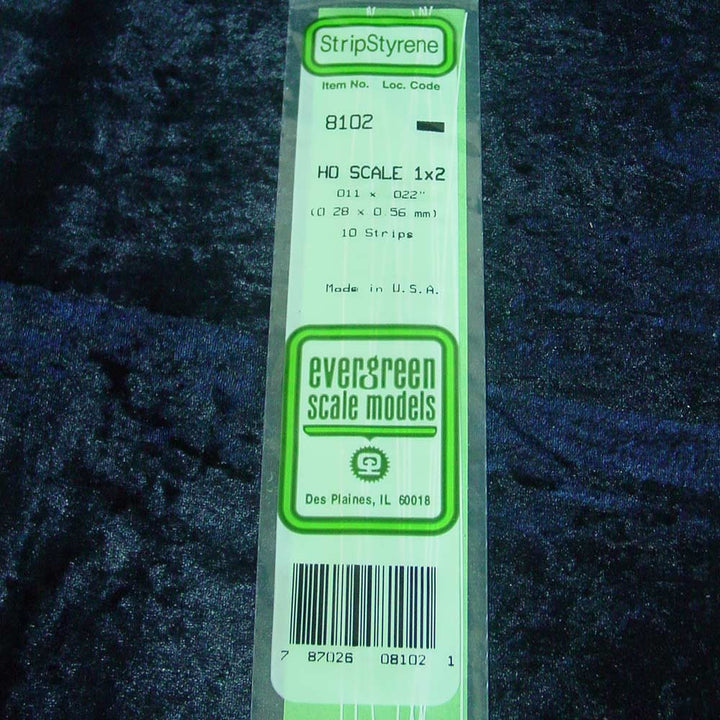 StripStyrene
Item No. Loc. Code
8102
HO SCALE 1x2
.011 x .022"
(0.28 x 0.56 mm)
10 Strips
Made in U.S.A.
evergreen
scale models
Des Plaines, IL 60018
7 87026 08102 1